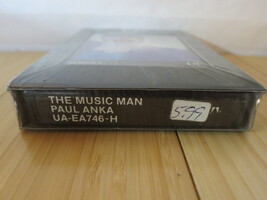 THE MUSIC MAN
PAUL ANKA
UA-EA746-H
5.99